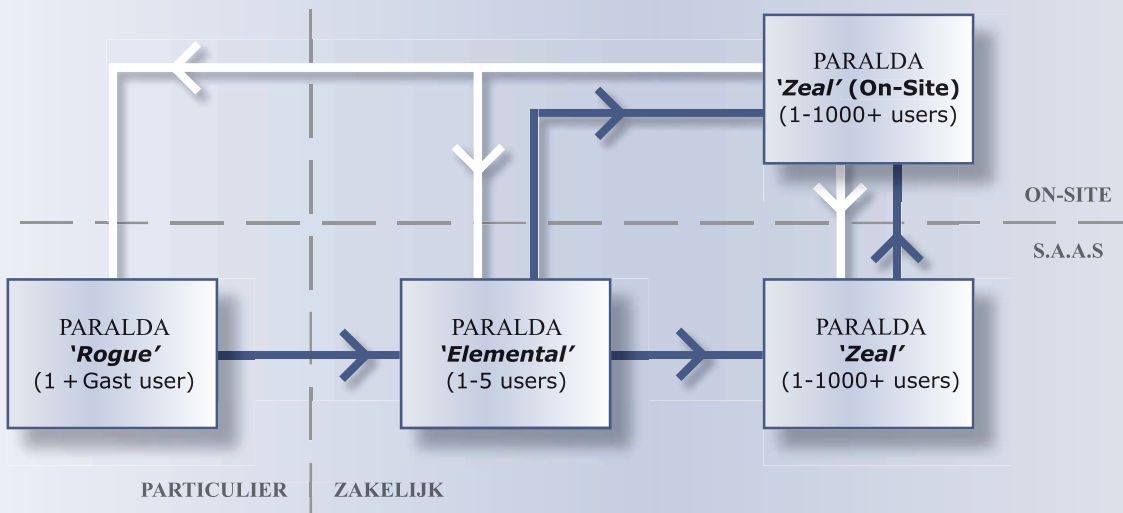 PARALDA
‘Zeal’ (On-Site)
(1-1000+ users)
ON-SITE
S.A.A.S
PARALDA
‘Rogue’
(1 + Gast user)
PARALDA
‘Elemental’
(1-5 users)
PARALDA
‘Zeal’
(1-1000+ users)
PARTICULIER
ZAKELIJK